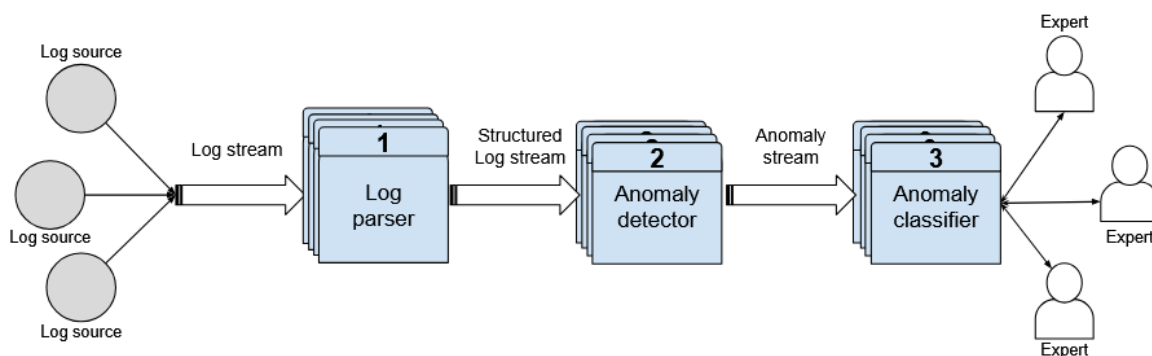 Log source
Log source
Log source
Log stream
1
Log
parser
Structured
Log stream
2
Anomaly
detector
Anomaly
stream
3
Anomaly
classifier
Expert
Expert
Expert